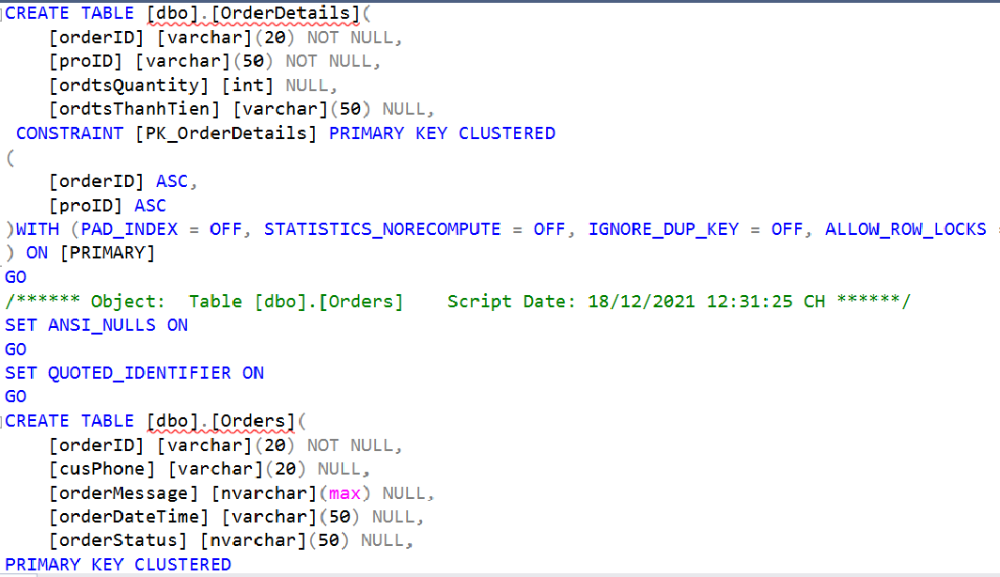 CREATE TABLE [dbo].[OrderDetails](
    [orderID] [varchar](20) NOT NULL,
    [proID] [varchar](50) NOT NULL,
    [ordtsQuantity] [int] NULL,
    [ordtsThanhTien] [varchar](50) NULL,
 CONSTRAINT [PK_OrderDetails] PRIMARY KEY CLUSTERED
(
    [orderID] ASC,
    [proID] ASC
)WITH (PAD_INDEX = OFF, STATISTICS_NORECOMPUTE = OFF, IGNORE_DUP_KEY = OFF, ALLOW_ROW_LOCKS =
) ON [PRIMARY]
GO
/****** Object:  Table [dbo].[Orders]    Script Date: 18/12/2021 12:31:25 CH ******/
SET ANSI_NULLS ON
GO
SET QUOTED_IDENTIFIER ON
GO
CREATE TABLE [dbo].[Orders](
    [orderID] [varchar](20) NOT NULL,
    [cusPhone] [varchar](20) NULL,
    [orderMessage] [nvarchar](max) NULL,
    [orderDateTime] [varchar](50) NULL,
    [orderStatus] [nvarchar](50) NULL,
PRIMARY KEY CLUSTERED